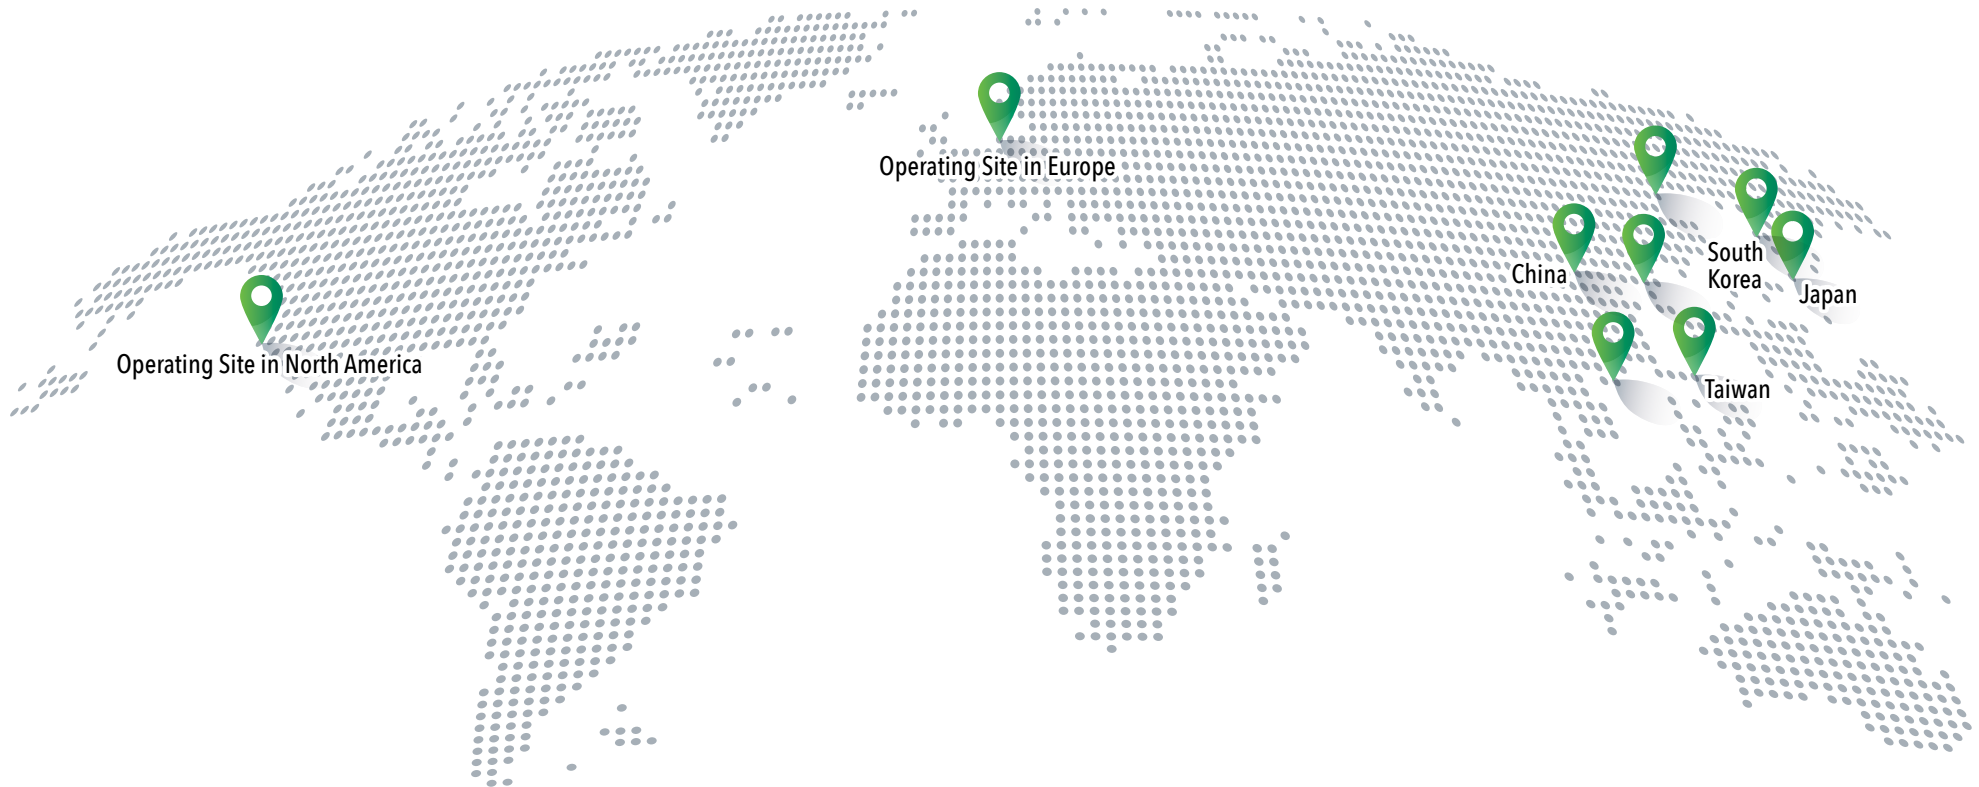 Operating Site in Europe
South
Korea
China
Japan
Operating Site in North America
Taiwan